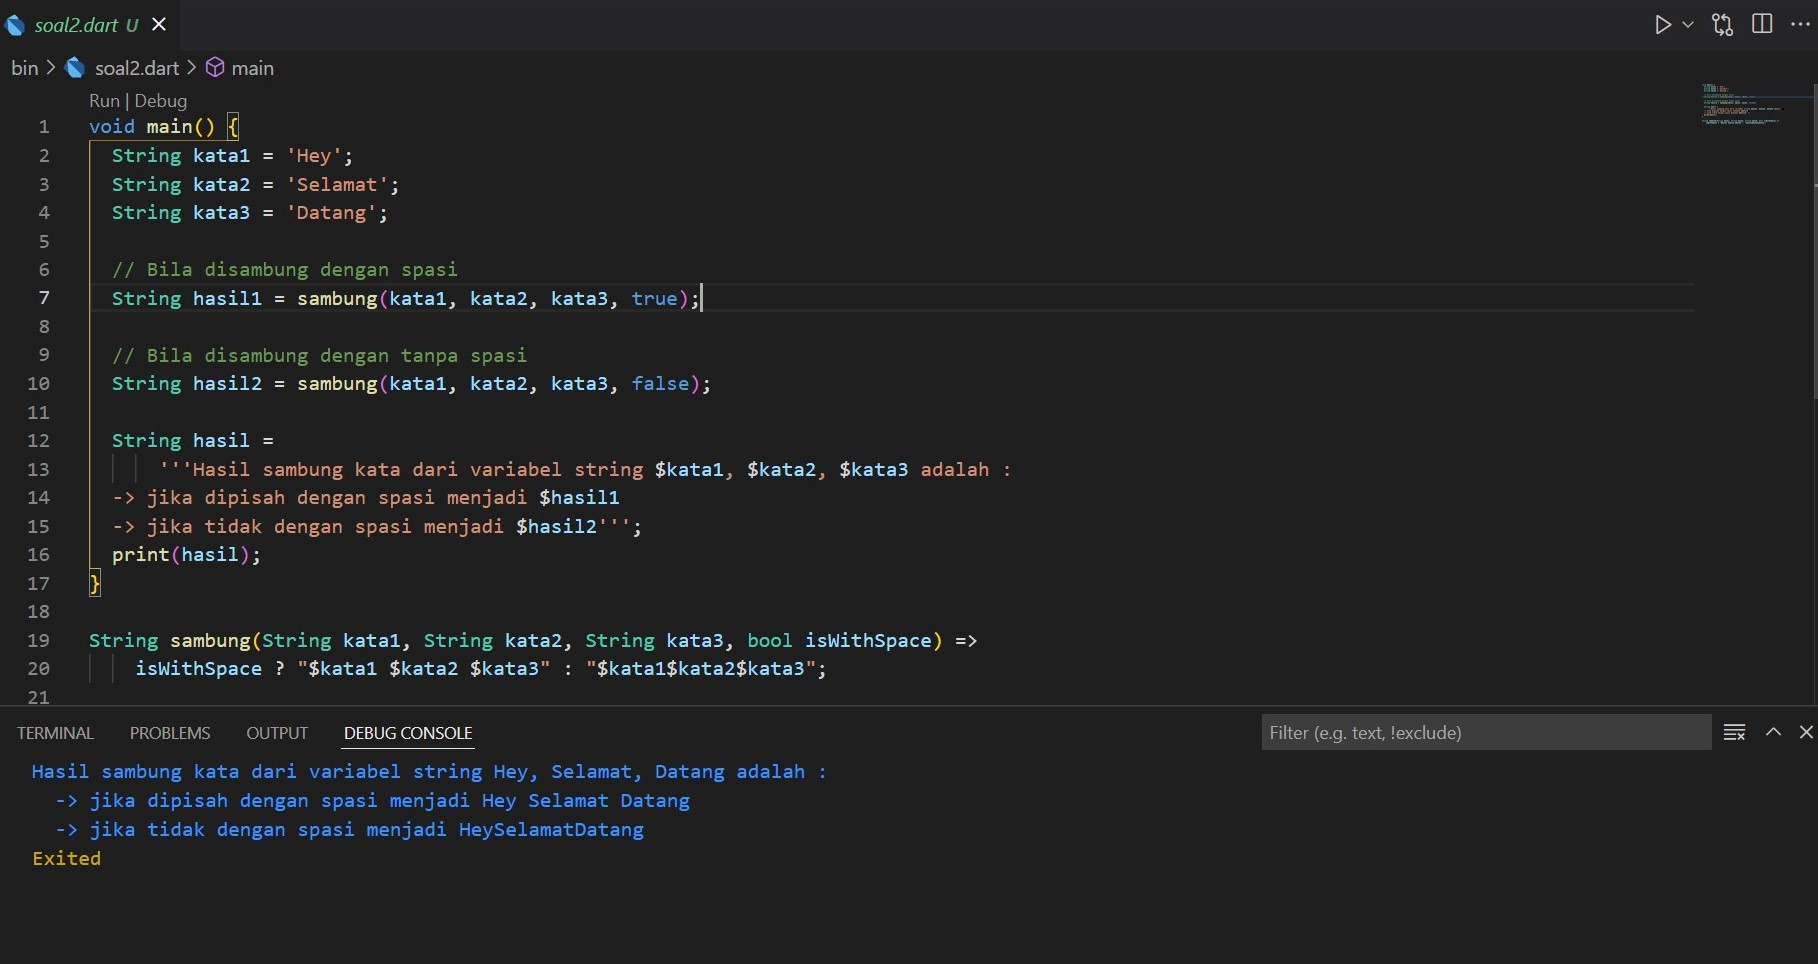 soal2.dart U
bin > soal2.dart > main
Run | Debug
1 void main() {
2   String kata1 = 'Hey';
3   String kata2 = 'Selamat';
4   String kata3 = 'Datang';
5
6   // Bila disambung dengan spasi
7   String hasil1 = sambung(kata1, kata2, kata3, true);
8
9   // Bila disambung dengan tanpa spasi
10   String hasil2 = sambung(kata1, kata2, kata3, false);
11
12   String hasil =
13       '''Hasil sambung kata dari variabel string $kata1, $kata2, $kata3 adalah :
14   -> jika dipisah dengan spasi menjadi $hasil1
15   -> jika tidak dengan spasi menjadi $hasil2''';
16   print(hasil);
17 }
18
19 String sambung(String kata1, String kata2, String kata3, bool isWithSpace) =>
20     isWithSpace ? "$kata1 $kata2 $kata3" : "$kata1$kata2$kata3";
21
TERMINAL PROBLEMS OUTPUT DEBUG CONSOLE Filter (e.g. text, !exclude)
Hasil sambung kata dari variabel string Hey, Selamat, Datang adalah :
  -> jika dipisah dengan spasi menjadi Hey Selamat Datang
  -> jika tidak dengan spasi menjadi HeySelamatDatang
Exited